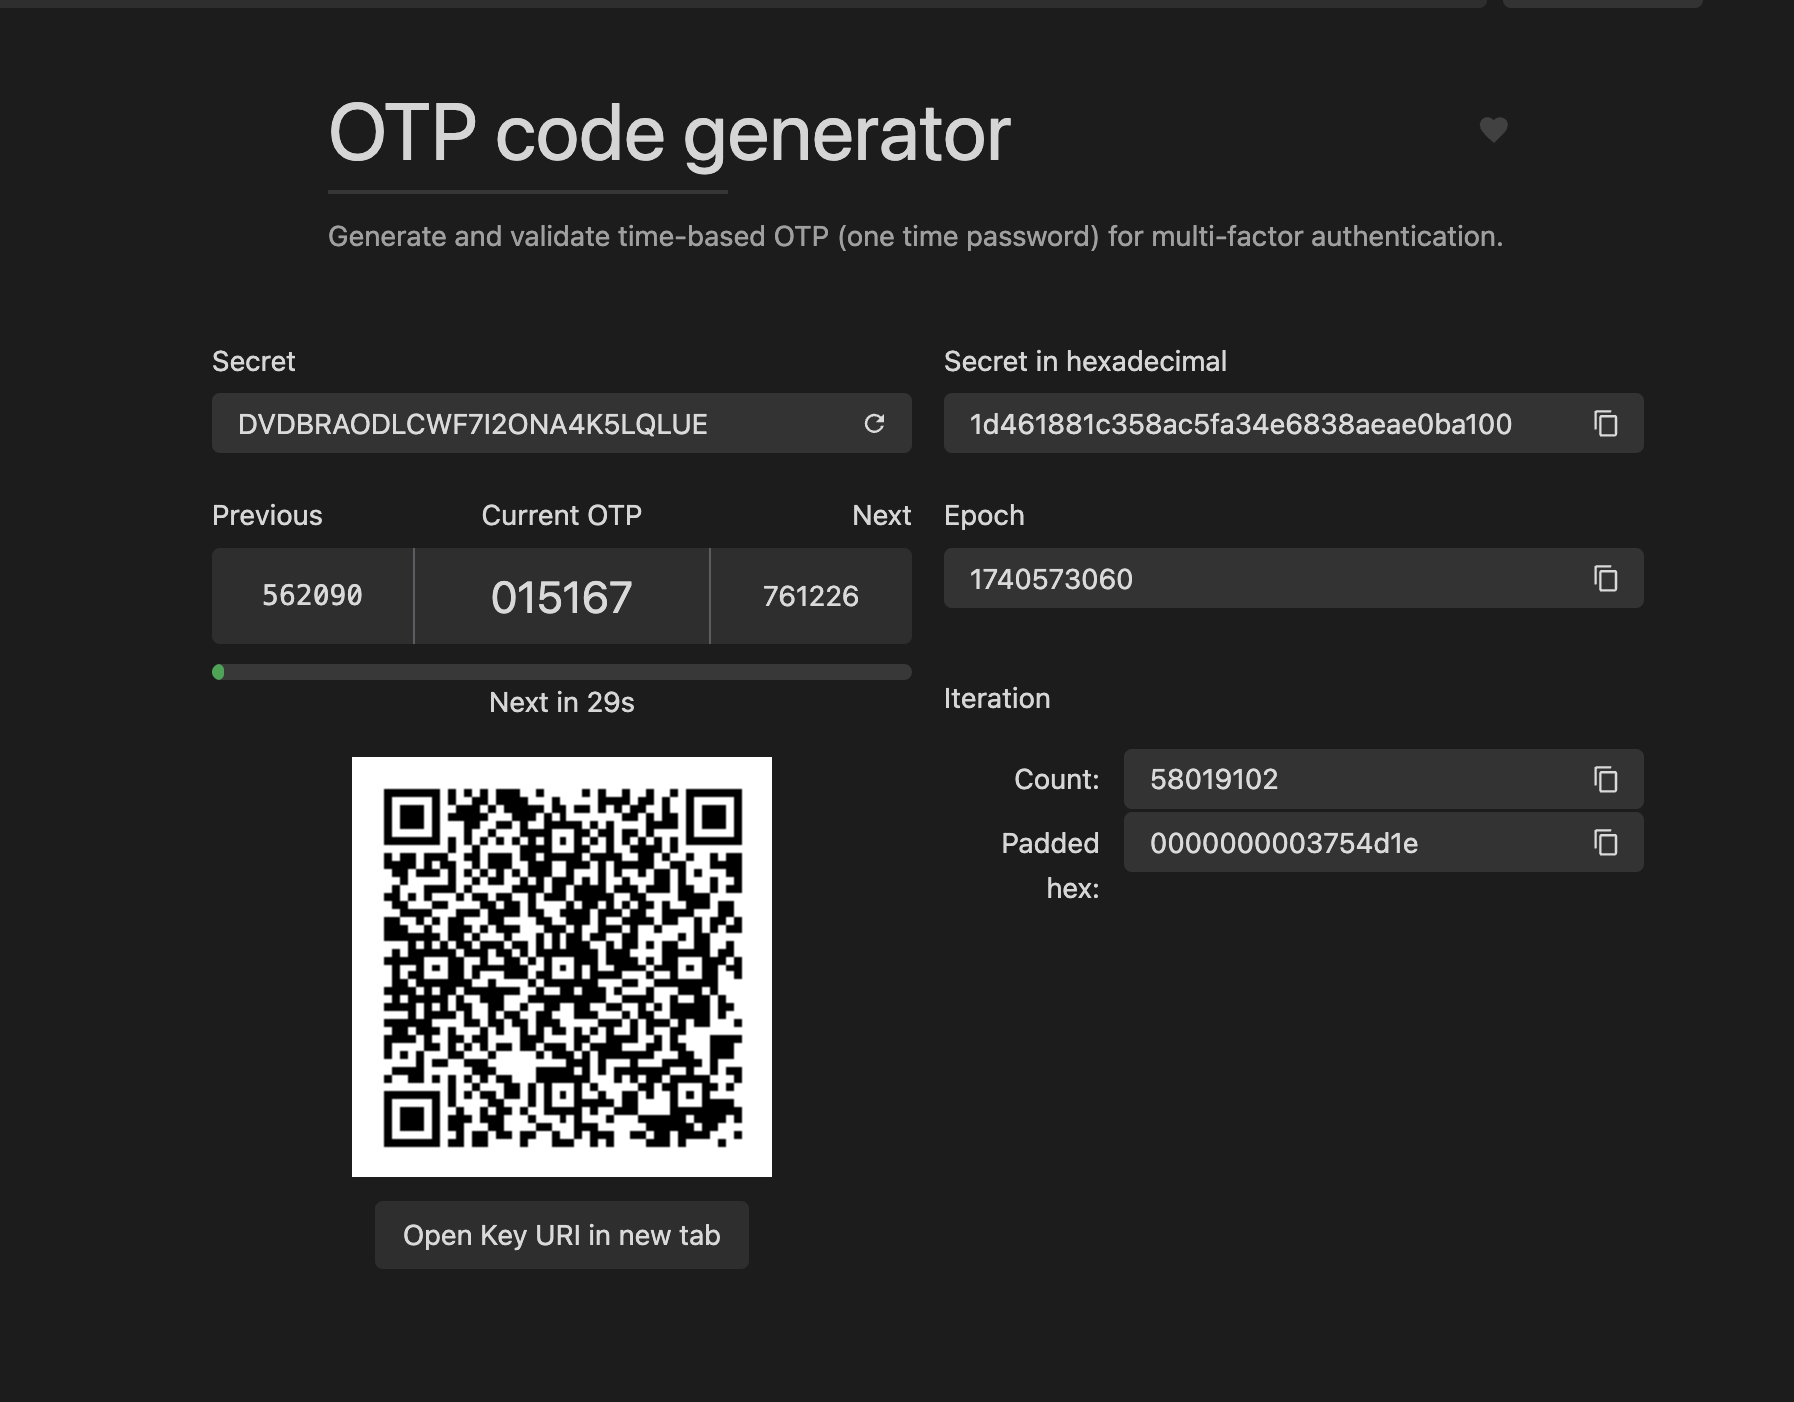 OTP code generator
Generate and validate time-based OTP (one time password) for multi-factor authentication.
Secret
DVDBRAODLCWF7I2ONA4K5LQLUE
Secret in hexadecimal
1d461881c358ac5fa34e6838aeae0ba100
Previous Current OTP Next
562090 015167 761226
Next in 29s
Open Key URI in new tab
Epoch
1740573060
Iteration
Count: 58019102
Padded 0000000003754d1e
hex: